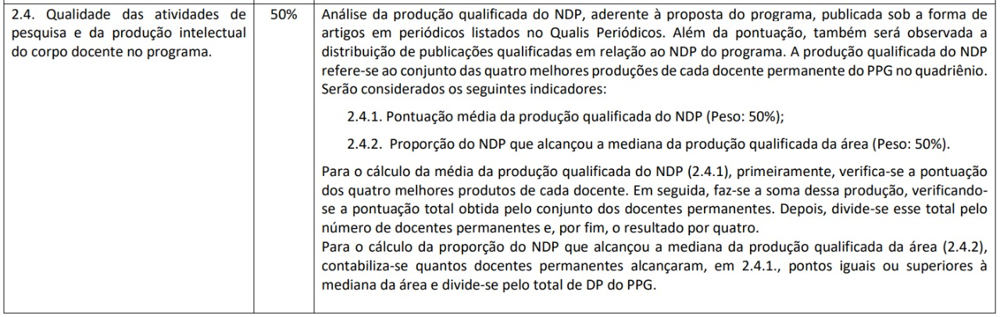 2.4. Qualidade das atividades de
pesquisa e da produção intelectual
do corpo docente no programa.
50%
Análise da produção qualificada do NDP, aderente à proposta do programa, publicada sob a forma de
artigos em periódicos listados no Qualis Periódicos. Além da pontuação, também será observada a
distribuição de publicações qualificadas em relação ao NDP do programa. A produção qualificada do NDP
refere-se ao conjunto das quatro melhores produções de cada docente permanente do PPG no quadriênio.
Serão considerados os seguintes indicadores:
2.4.1. Pontuação média da produção qualificada do NDP (Peso: 50%);
2.4.2. Proporção do NDP que alcançou a mediana da produção qualificada da área (Peso: 50%).
Para o cálculo da média da produção qualificada do NDP (2.4.1), primeiramente, verifica-se a pontuação
dos quatro melhores produtos de cada docente. Em seguida, faz-se a soma dessa produção, verificando-
se a pontuação total obtida pelo conjunto dos docentes permanentes. Depois, divide-se esse total pelo
número de docentes permanentes e, por fim, o resultado por quatro.
Para o cálculo da proporção do NDP que alcançou a mediana da produção qualificada da área (2.4.2),
contabiliza-se quantos docentes permanentes alcançaram, em 2.4.1., pontos iguais ou superiores à
mediana da área e divide-se pelo total de DP do PPG.